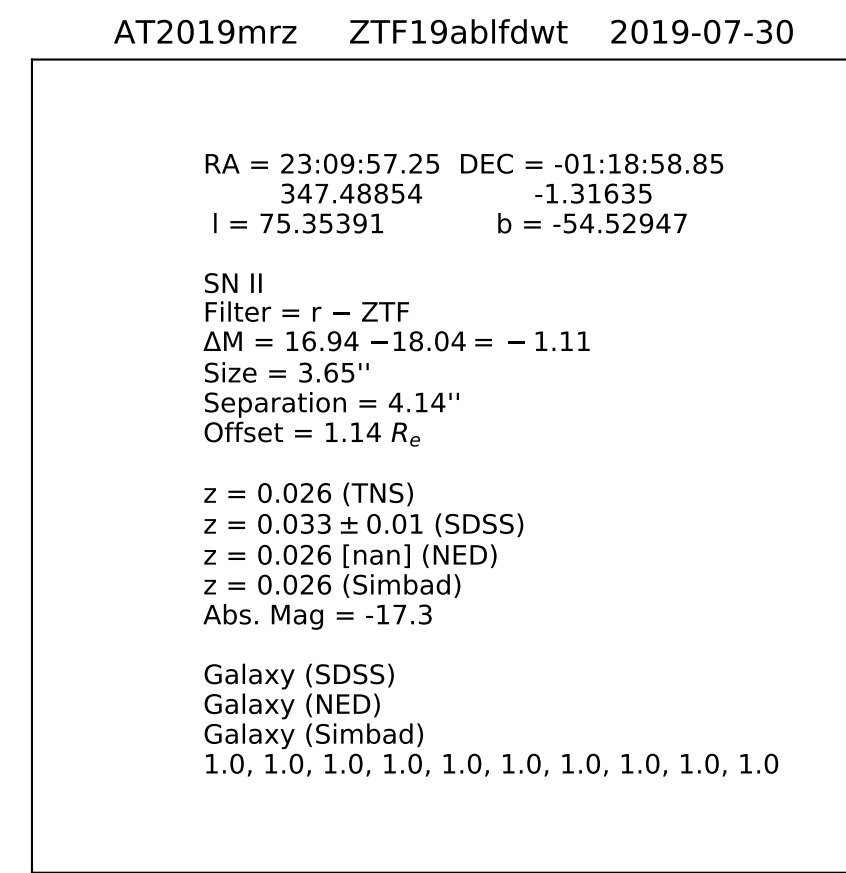 AT2019mrz ZTF19ablfdwt 2019-07-30
RA = 23:09:57.25 DEC = -01:18:58.85
347.48854 -1.31635
l = 75.35391 b = -54.52947
SN II
Filter = r − ZTF
ΔM = 16.94 −18.04 = − 1.11
Size = 3.65''
Separation = 4.14''
Offset = 1.14 Rₑ
z = 0.026 (TNS)
z = 0.033 ± 0.01 (SDSS)
z = 0.026 [nan] (NED)
z = 0.026 (Simbad)
Abs. Mag = -17.3
Galaxy (SDSS)
Galaxy (NED)
Galaxy (Simbad)
1.0, 1.0, 1.0, 1.0, 1.0, 1.0, 1.0, 1.0, 1.0, 1.0